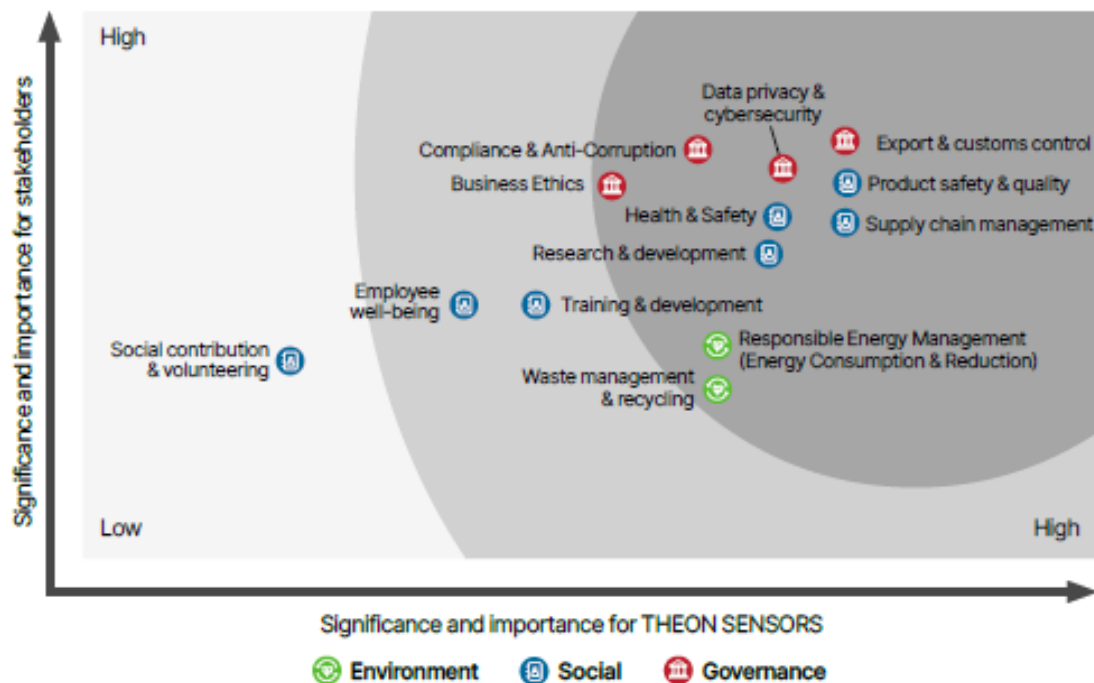 Significance and importance for stakeholders
High
Data privacy &
cybersecurity
Compliance & Anti-Corruption
Export & customs control
Business Ethics
Product safety & quality
Health & Safety
Supply chain management
Research & development
Employee
well-being
Training & development
Social contribution
& volunteering
Responsible Energy Management
(Energy Consumption & Reduction)
Waste management
& recycling
Low
High
Significance and importance for THEON SENSORS
Environment
Social
Governance